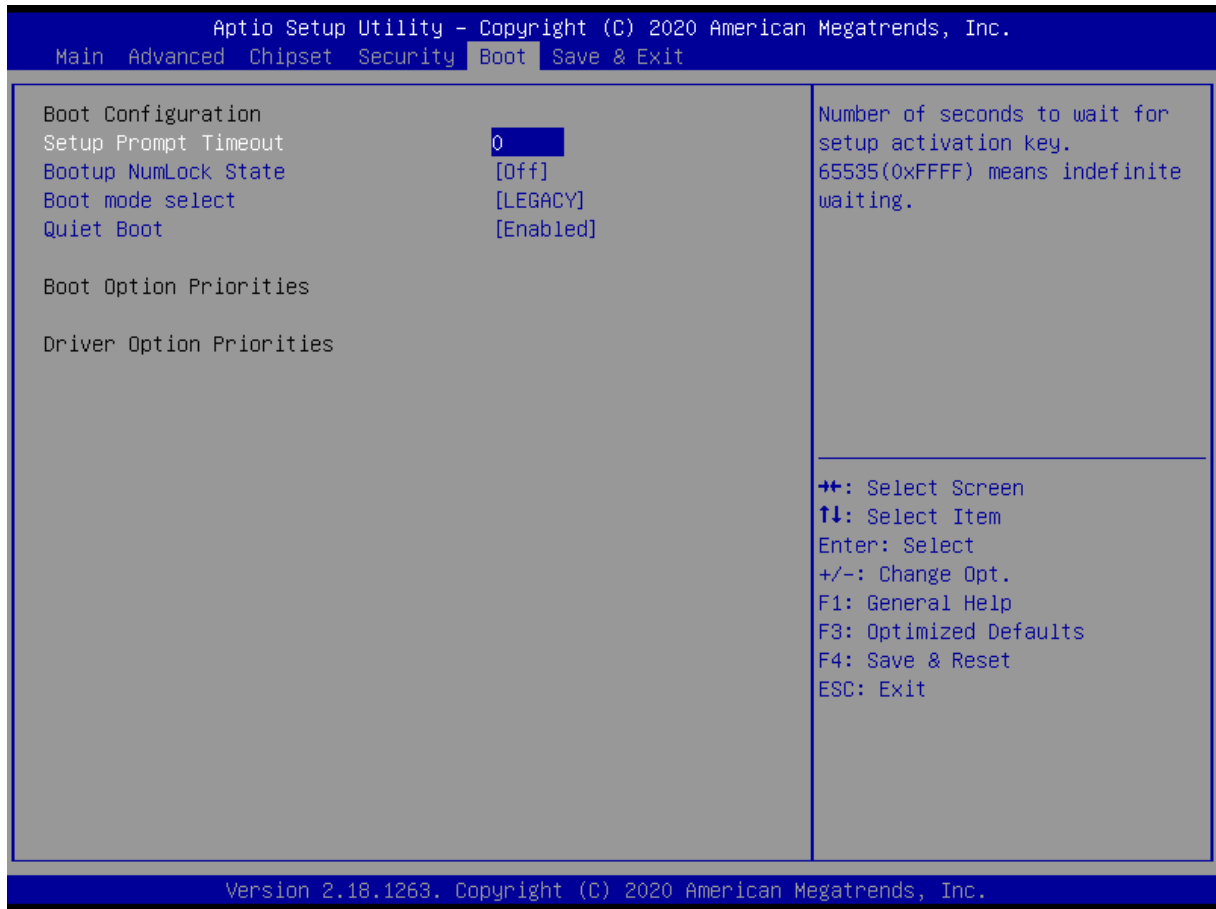 Aptio Setup Utility – Copyright (C) 2020 American Megatrends, Inc.
Main Advanced Chipset Security Boot Save & Exit
Boot Configuration
Setup Prompt Timeout 0
Bootup NumLock State [Off]
Boot mode select [LEGACY]
Quiet Boot [Enabled]
Boot Option Priorities
Driver Option Priorities
Number of seconds to wait for
setup activation key.
65535(0xFFFF) means indefinite
waiting.
→←: Select Screen
↑↓: Select Item
Enter: Select
+/-: Change Opt.
F1: General Help
F3: Optimized Defaults
F4: Save & Reset
ESC: Exit
Version 2.18.1263. Copyright (C) 2020 American Megatrends, Inc.